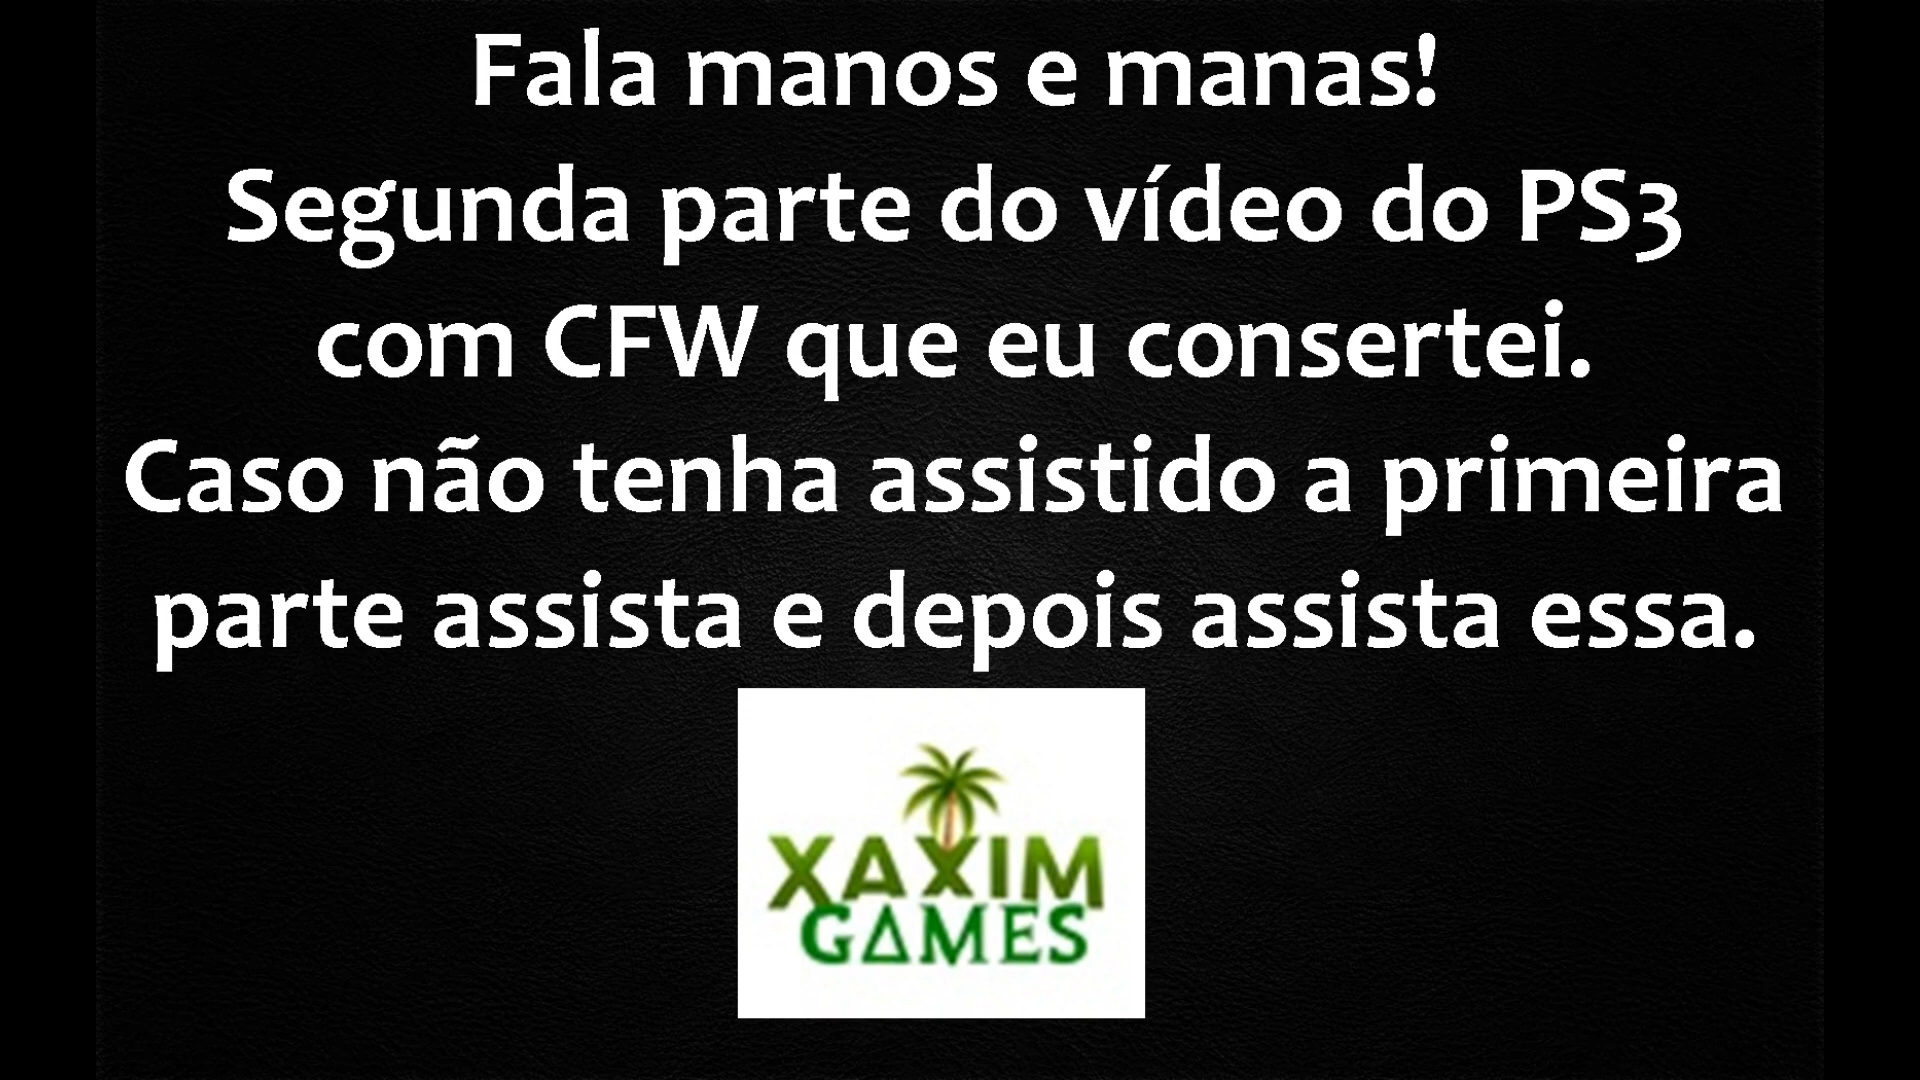 Fala manos e manas!
Segunda parte do vídeo do PS3
com CFW que eu consertei.
Caso não tenha assistido a primeira
parte assista e depois assista essa.
XAXIM
GAMES